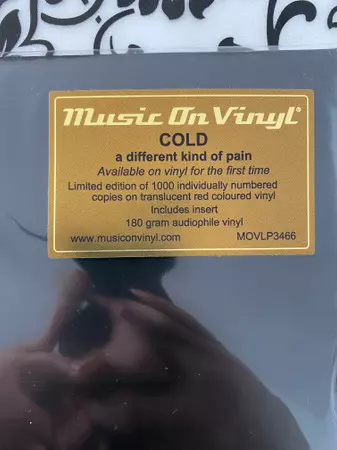 Music On Vinyl®
COLD
a different kind of pain
Available on vinyl for the first time
Limited edition of 1000 individually numbered
copies on translucent red coloured vinyl
Includes insert
180 gram audiophile vinyl
www.musiconvinyl.com MOVLP3466